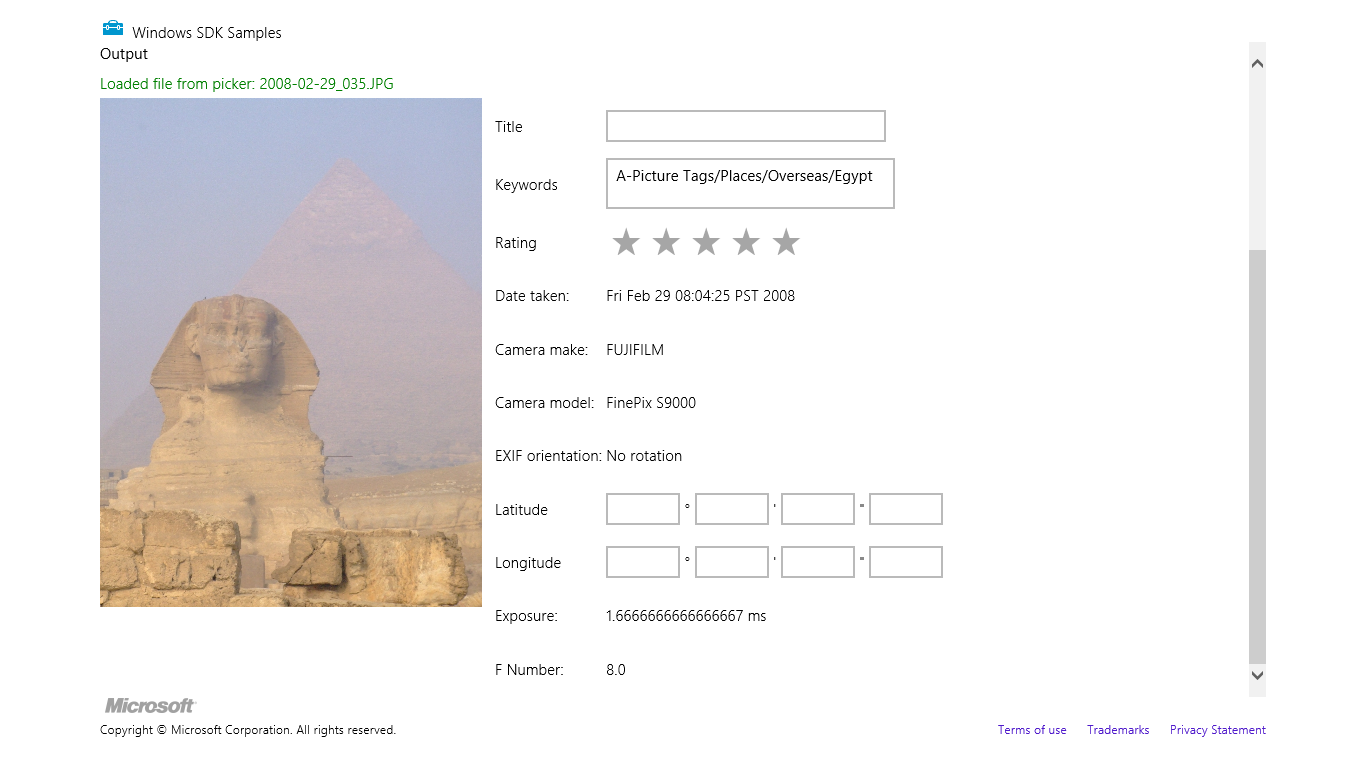 Windows SDK Samples
Output
Loaded file from picker: 2008-02-29_035.JPG
Title
Keywords A-Picture Tags/Places/Overseas/Egypt
Rating
Date taken: Fri Feb 29 08:04:25 PST 2008
Camera make: FUJIFILM
Camera model: FinePix S9000
EXIF orientation: No rotation
Latitude ° ' "
Longitude ° ' "
Exposure: 1.6666666666666667 ms
F Number: 8.0
Microsoft
Copyright © Microsoft Corporation. All rights reserved. Terms of use Trademarks Privacy Statement